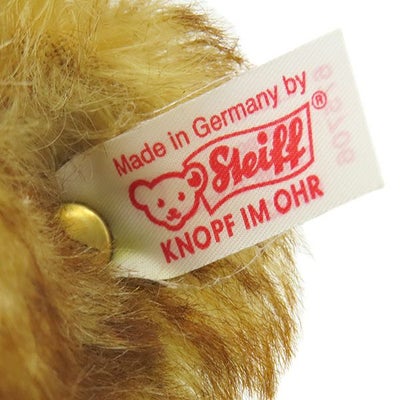 Made in Germany by
Steiff®
KNOPF IM OHR